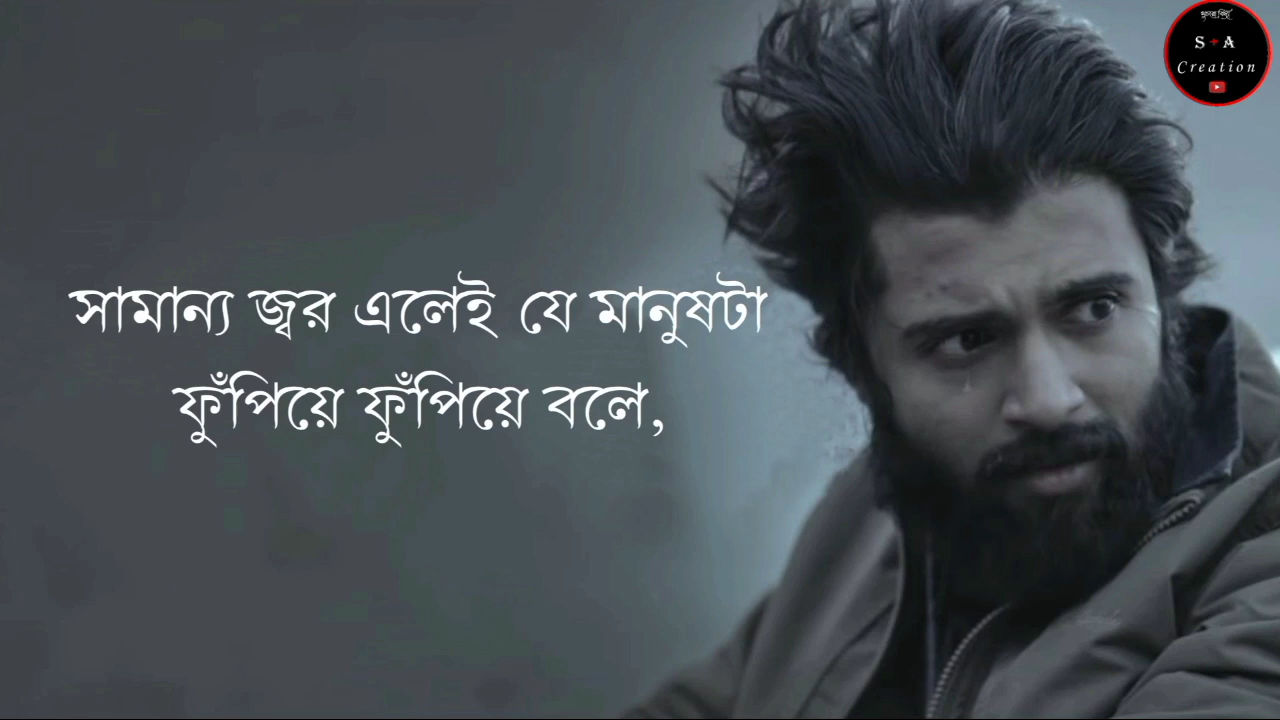 S + A
Creation
সামান্য জ্বর এলেই যে মানুষটা
ফুঁপিয়ে ফুঁপিয়ে বলে,